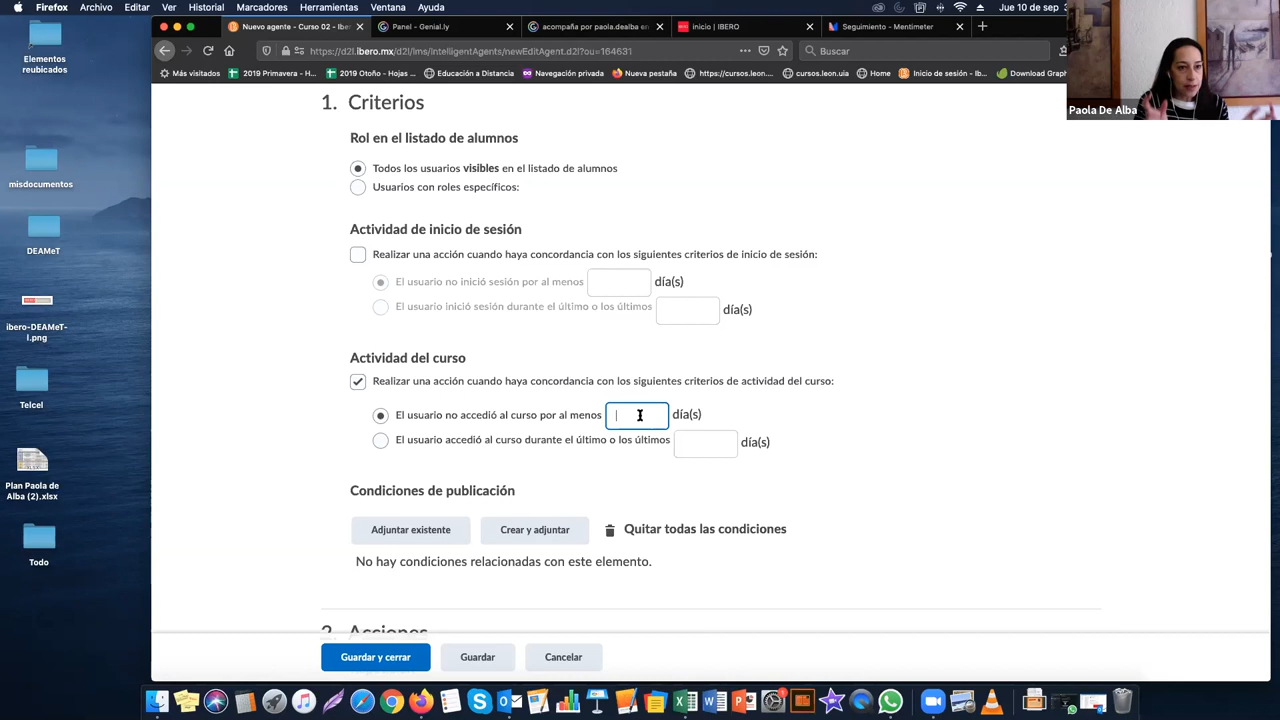 Firefox Archivo Editar Ver Historial Marcadores Herramientas Ventana Ayuda
Jue 10 de sep
Nuevo agente - Curso 02 - Ibero
Panel - Genial.ly
acompaña por paola.dealba en
inicio | IBERO
Seguimiento - Mentimeter
https://d2l.ibero.mx/d2l/lms/IntelligentAgents/newEditAgent.d2l?ou=164631
Buscar
Más visitados
2019 Primavera - H...
2019 Otoño - Hojas ...
Educación a Distancia
Navegación privada
Nueva pestaña
https://cursos.leon.uia
cursos.leon.uia
Home
Inicio de sesión - Ib...
Download Graph
Paola De Alba
Elementos
reubicados
misdocumentos
DEAMeT
ibero-DEAMeT-
l.png
Telcel
Plan Paola de
Alba (2).xlsx
Todo
1. Criterios
Rol en el listado de alumnos
Todos los usuarios visibles en el listado de alumnos
Usuarios con roles específicos:
Actividad de inicio de sesión
Realizar una acción cuando haya concordancia con los siguientes criterios de inicio de sesión:
El usuario no inició sesión por al menos día(s)
El usuario inició sesión durante el último o los últimos día(s)
Actividad del curso
Realizar una acción cuando haya concordancia con los siguientes criterios de actividad del curso:
El usuario no accedió al curso por al menos día(s)
El usuario accedió al curso durante el último o los últimos día(s)
Condiciones de publicación
Adjuntar existente
Crear y adjuntar
Quitar todas las condiciones
No hay condiciones relacionadas con este elemento.
2. Acciones
Guardar y cerrar
Guardar
Cancelar